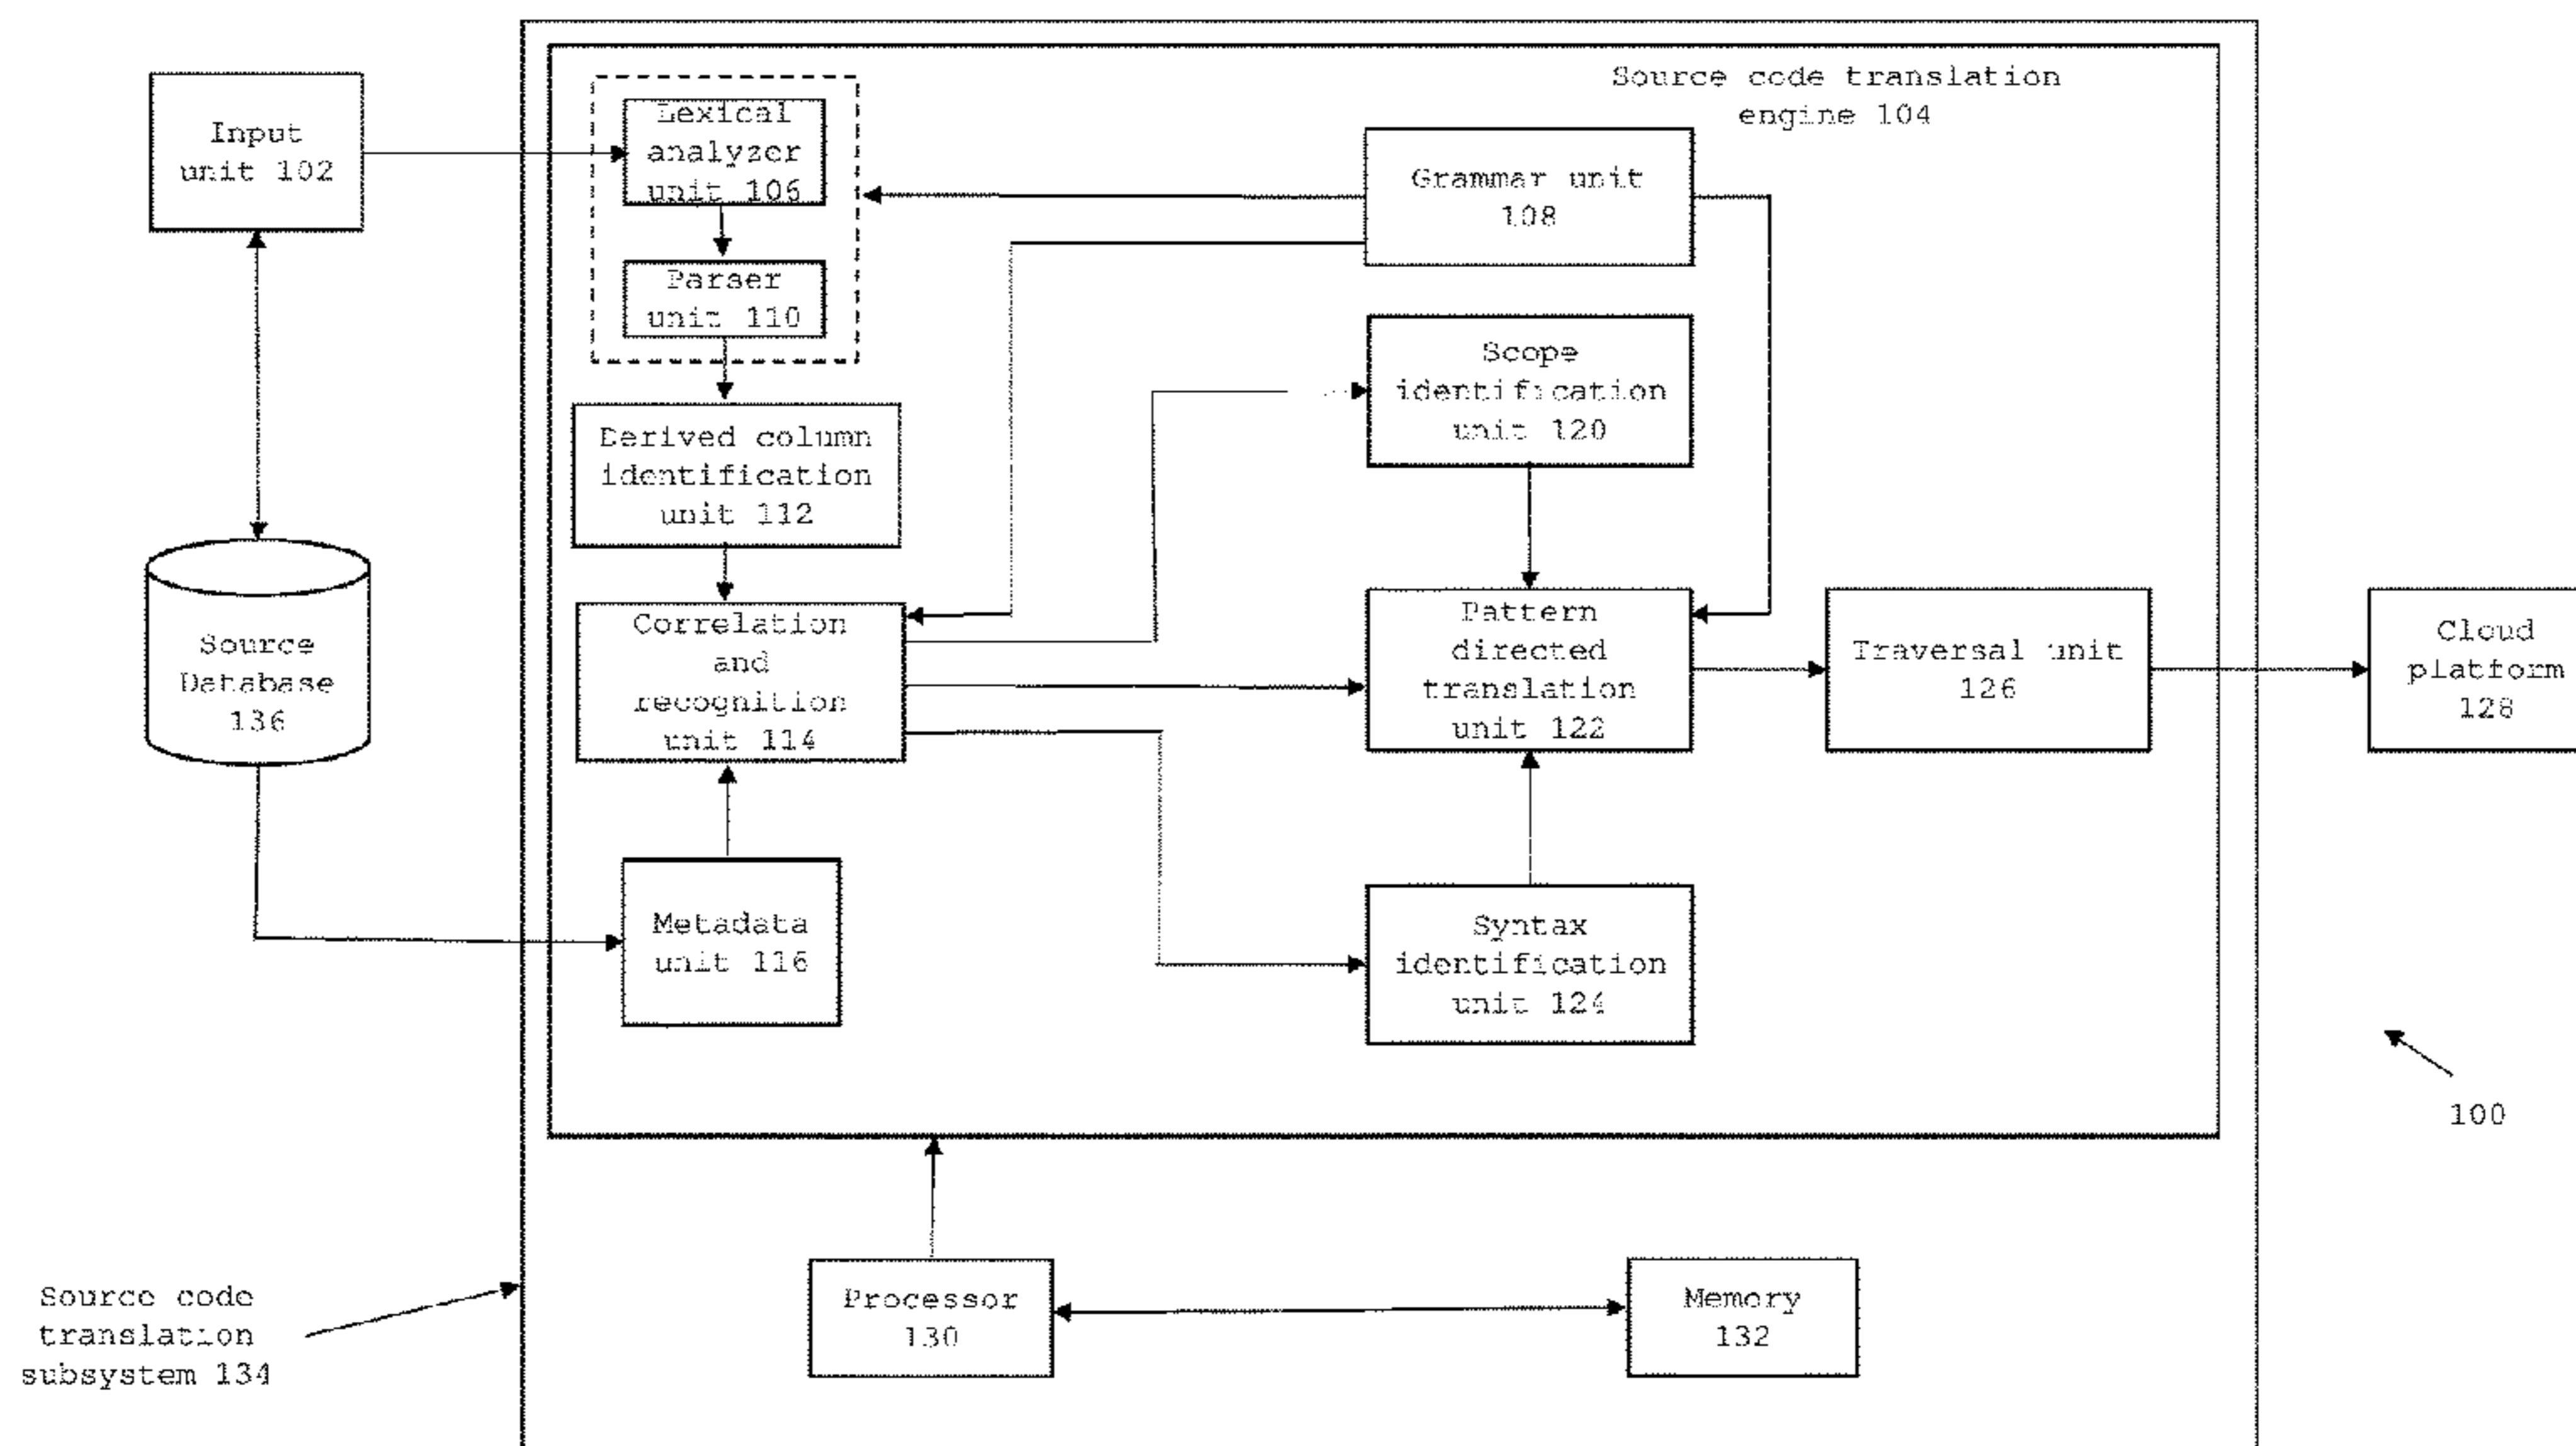 Source code translation
engine 104
Input
unit 102
Lexical
analyzer
unit 106
Grammar unit
108
Parser
unit 110
Scope
identification
unit 120
Derived column
identification
unit 112
Correlation
and
recognition
unit 114
Pattern
directed
translation
unit 122
Traversal unit
126
Cloud
platform
128
Source
Database
136
Metadata
unit 116
Syntax
identification
unit 124
100
Processor
130
Memory
132
Source code
translation
subsystem 134